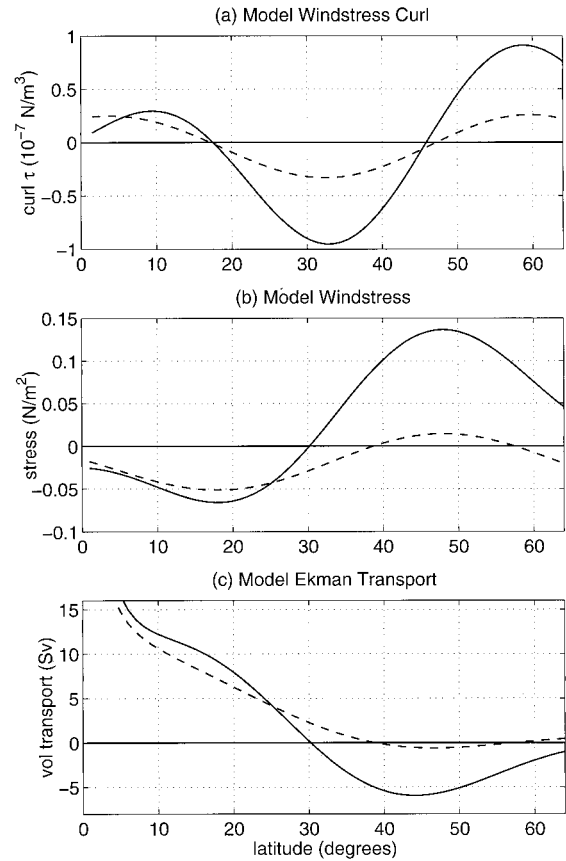 (a) Model Windstress Curl
curl τ (10⁻⁷ N/m³)
1
0.5
0
−0.5
−1
0 10 20 30 40 50 60
(b) Model Windstress
stress (N/m²)
0.15
0.1
0.05
0
−0.05
−0.1
0 10 20 30 40 50 60
(c) Model Ekman Transport
vol transport (Sv)
15
10
5
0
−5
0 10 20 30 40 50 60
latitude (degrees)